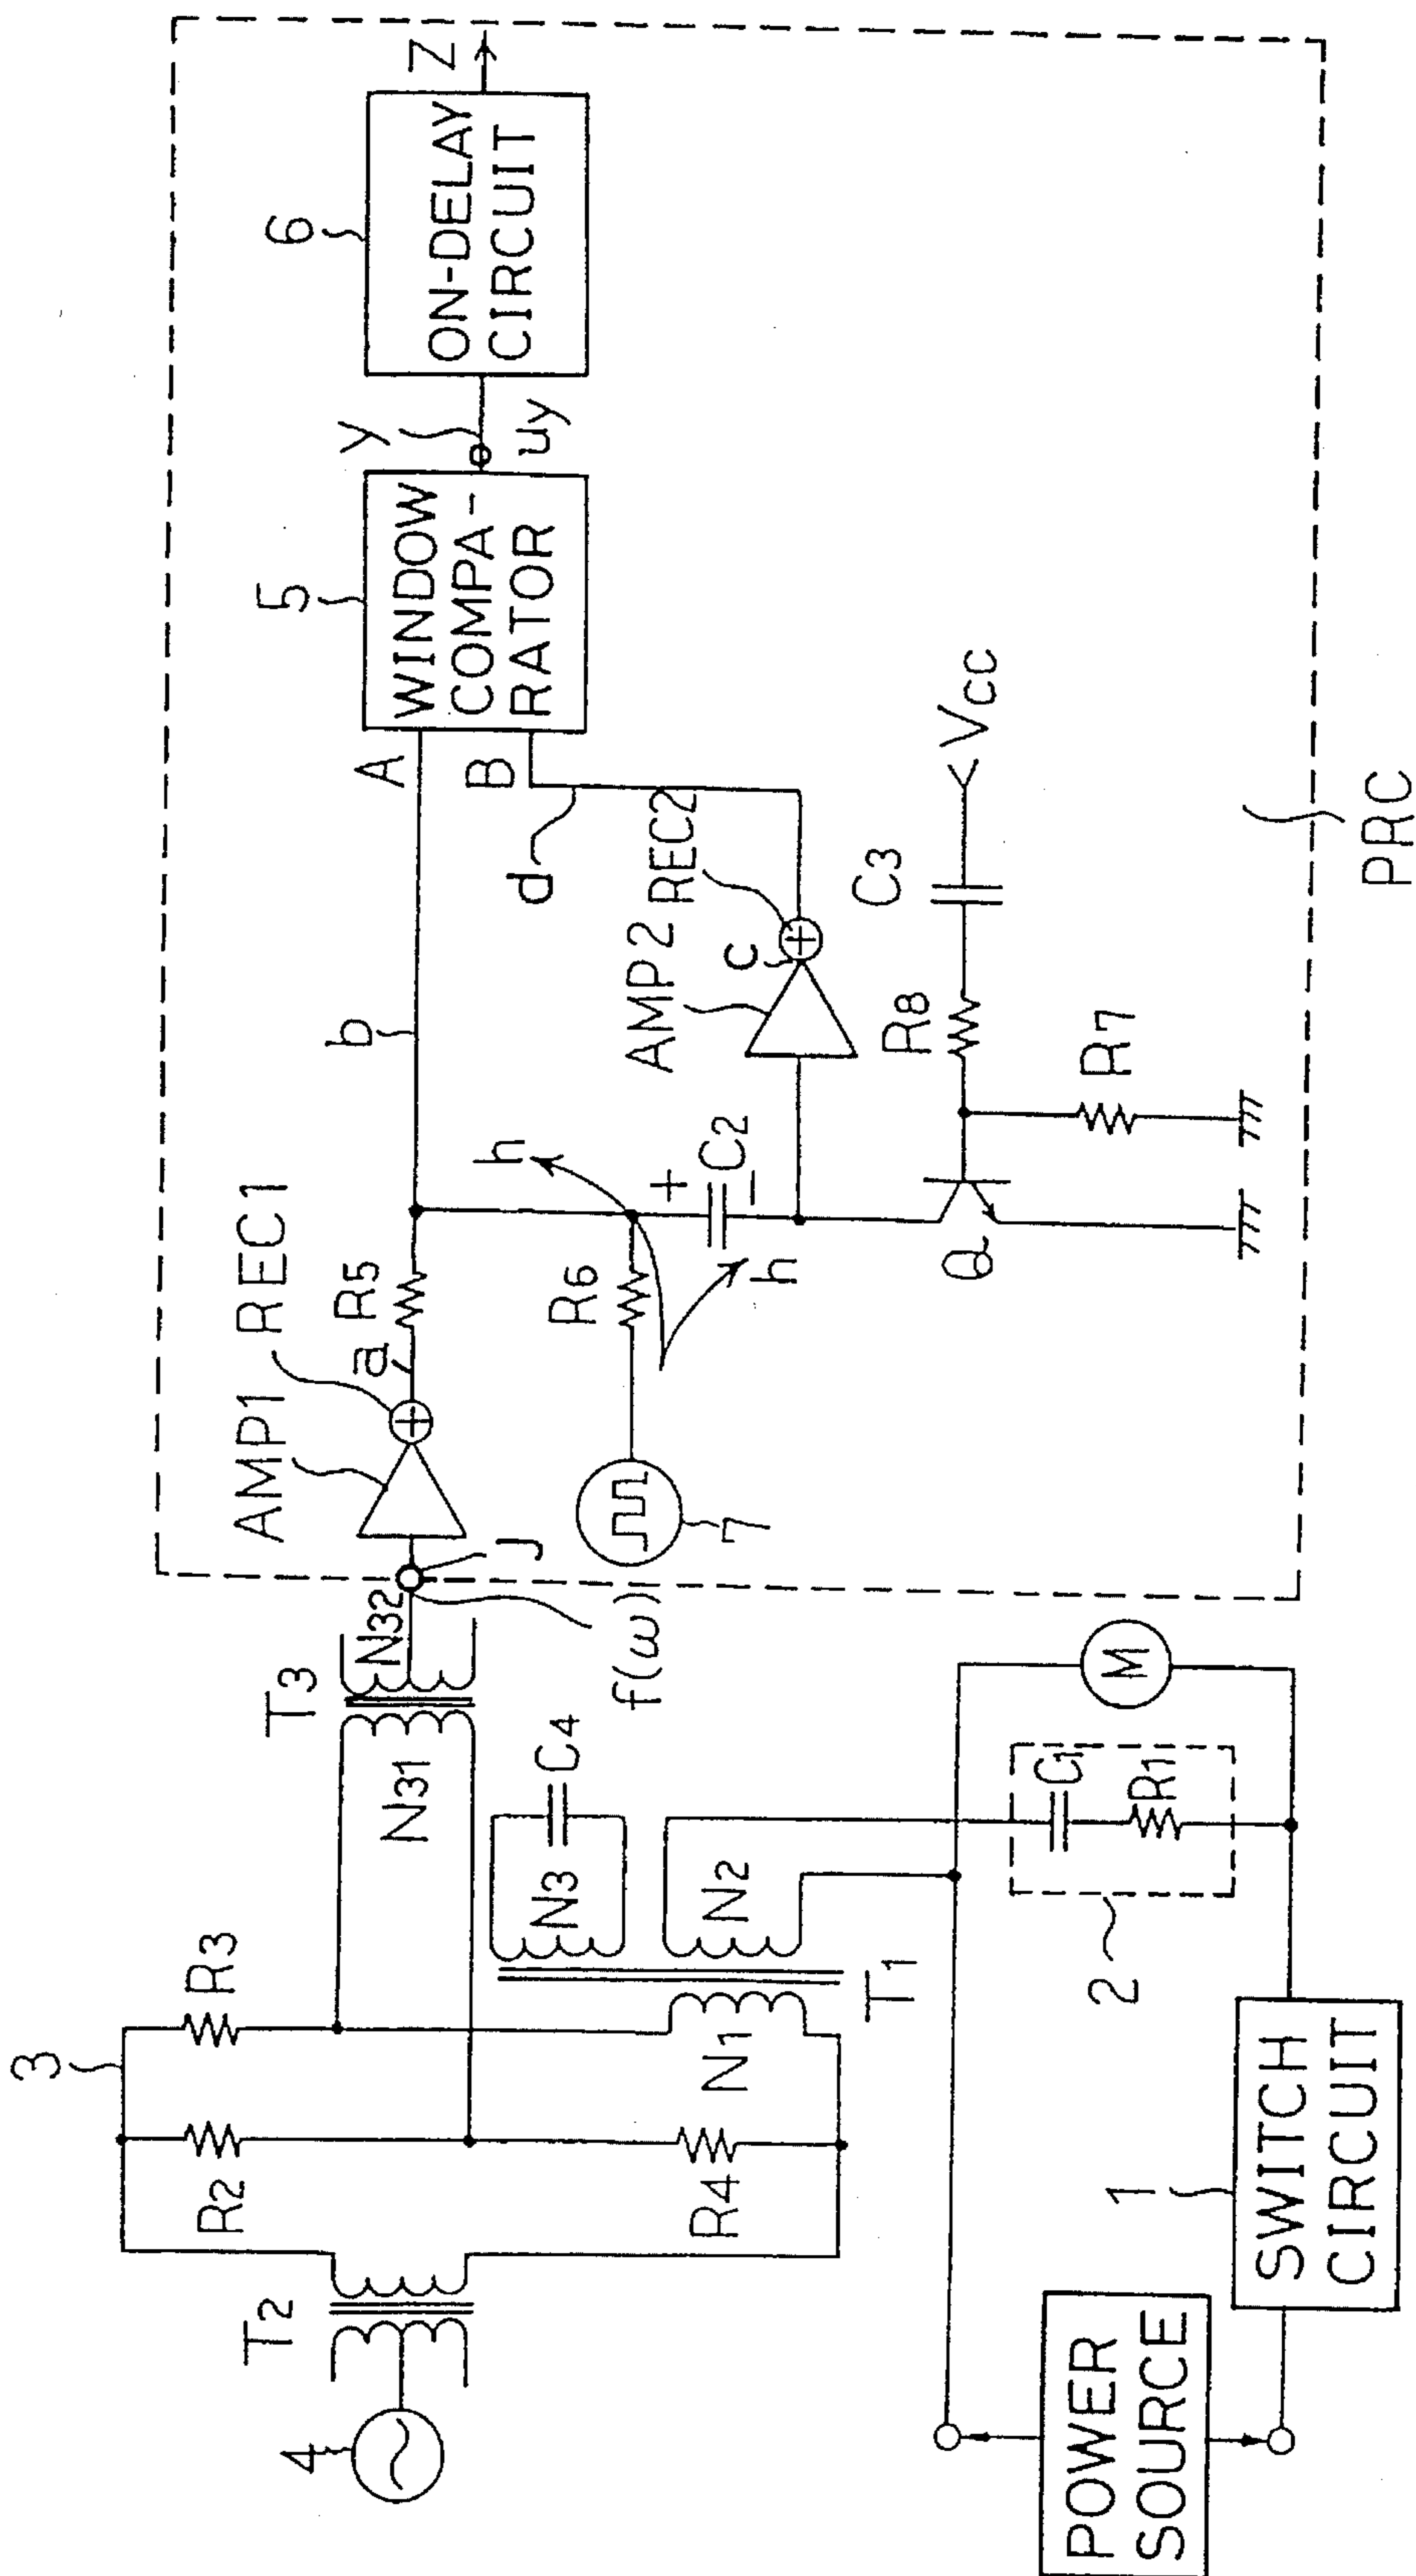 4
T2
3
R2
R3
R4
N1
T1
N2
N3
C4
N31
T3
N32
f(ω)
J
AMP1
REC1
a
R5
b
7
R6
h
h
+
C2
−
AMP2
c
REC2
d
A
B
5
WINDOW
COMPA-
RATOR
y
uy
6
ON-DELAY
CIRCUIT
Z
Q
R7
R8
C3
Vcc
PRC
POWER
SOURCE
1
SWITCH
CIRCUIT
2
C1
R1
M